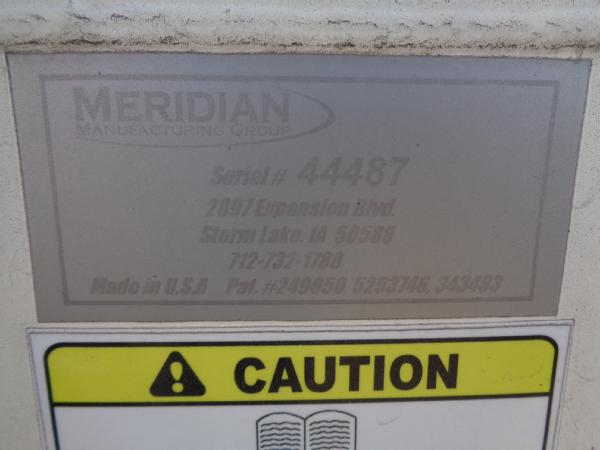 MERIDIAN
MANUFACTURING GROUP
Serial # 44487
2897 Expansion Blvd.
Storm Lake, IA 50588
712-732-1780
Made in U.S.A Pat. #249050, 5253746, 343493
CAUTION